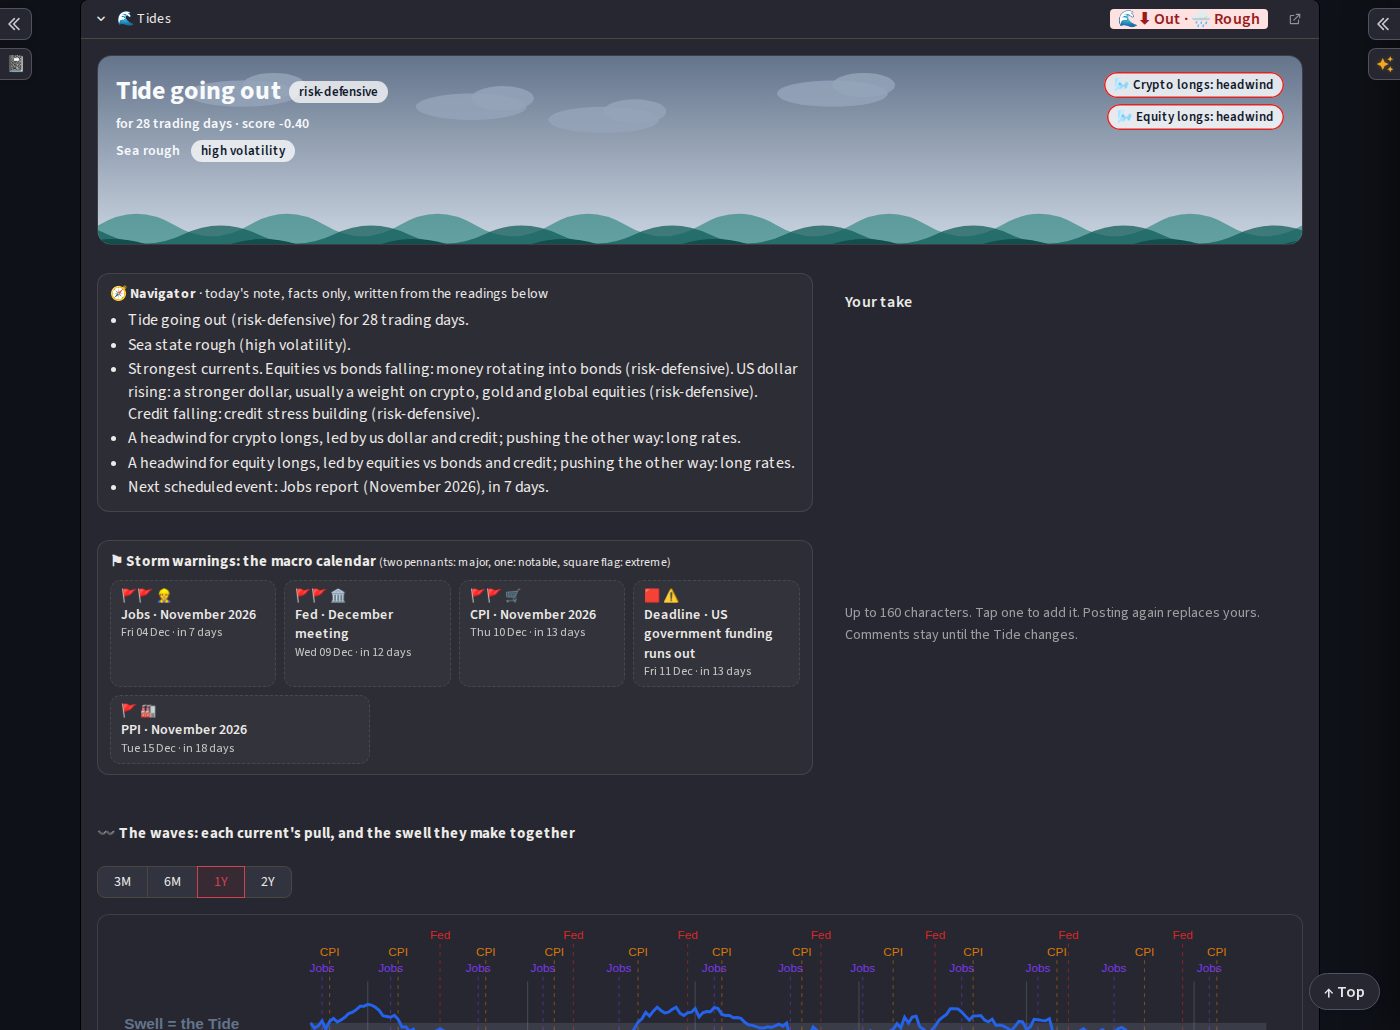 Tides
Out · Rough
Tide going out risk-defensive
for 28 trading days · score -0.40
Sea rough high volatility
Crypto longs: headwind
Equity longs: headwind
Navigator · today's note, facts only, written from the readings below
Tide going out (risk-defensive) for 28 trading days.
Sea state rough (high volatility).
Strongest currents. Equities vs bonds falling: money rotating into bonds (risk-defensive). US dollar
rising: a stronger dollar, usually a weight on crypto, gold and global equities (risk-defensive).
Credit falling: credit stress building (risk-defensive).
A headwind for crypto longs, led by us dollar and credit; pushing the other way: long rates.
A headwind for equity longs, led by equities vs bonds and credit; pushing the other way: long rates.
Next scheduled event: Jobs report (November 2026), in 7 days.
Your take
Up to 160 characters. Tap one to add it. Posting again replaces yours.
Comments stay until the Tide changes.
Storm warnings: the macro calendar (two pennants: major, one: notable, square flag: extreme)
Jobs · November 2026
Fri 04 Dec · in 7 days
Fed · December
meeting
Wed 09 Dec · in 12 days
CPI · November 2026
Thu 10 Dec · in 13 days
Deadline · US
government funding
runs out
Fri 11 Dec · in 13 days
PPI · November 2026
Tue 15 Dec · in 18 days
The waves: each current's pull, and the swell they make together
3M 6M 1Y 2Y
Fed Fed Fed Fed Fed Fed Fed
CPI CPI CPI CPI CPI CPI CPI CPI CPI CPI CPI CPI
Jobs Jobs Jobs Jobs Jobs Jobs Jobs Jobs Jobs Jobs Jobs Jobs
Swell = the Tide
↑ Top